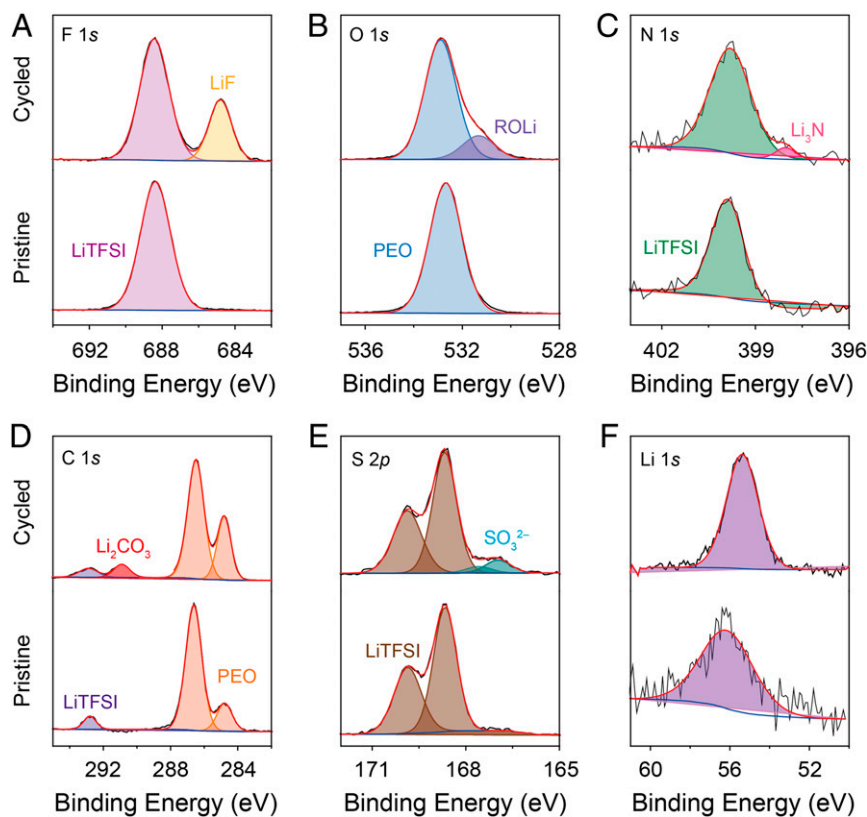 A
F 1s
Cycled
LiF
Pristine
LiTFSI
692 688 684
Binding Energy (eV)
B
O 1s
ROLi
PEO
536 532 528
Binding Energy (eV)
C
N 1s
Li₃N
LiTFSI
402 399 396
Binding Energy (eV)
D
C 1s
Cycled
Li₂CO₃
Pristine
LiTFSI
PEO
292 288 284
Binding Energy (eV)
E
S 2p
SO₃²⁻
LiTFSI
171 168 165
Binding Energy (eV)
F
Li 1s
60 56 52
Binding Energy (eV)